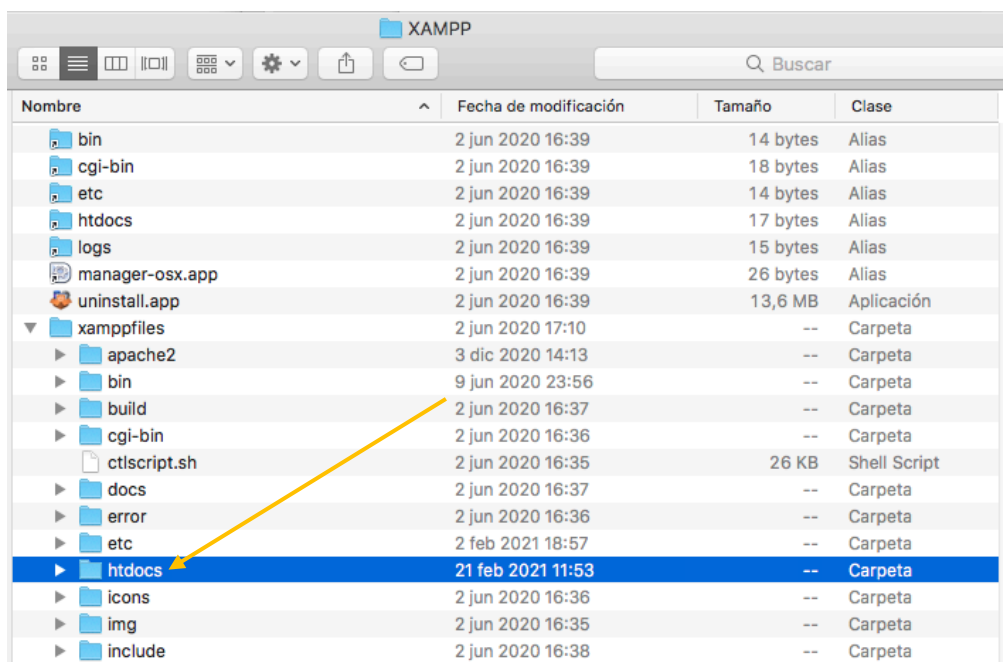 XAMPP
Buscar
Nombre Fecha de modificación Tamaño Clase
bin 2 jun 2020 16:39 14 bytes Alias
cgi-bin 2 jun 2020 16:39 18 bytes Alias
etc 2 jun 2020 16:39 14 bytes Alias
htdocs 2 jun 2020 16:39 17 bytes Alias
logs 2 jun 2020 16:39 15 bytes Alias
manager-osx.app 2 jun 2020 16:39 26 bytes Alias
uninstall.app 2 jun 2020 16:39 13,6 MB Aplicación
xamppfiles 2 jun 2020 17:10 -- Carpeta
apache2 3 dic 2020 14:13 -- Carpeta
bin 9 jun 2020 23:56 -- Carpeta
build 2 jun 2020 16:37 -- Carpeta
cgi-bin 2 jun 2020 16:36 -- Carpeta
ctlscript.sh 2 jun 2020 16:35 26 KB Shell Script
docs 2 jun 2020 16:37 -- Carpeta
error 2 jun 2020 16:36 -- Carpeta
etc 2 feb 2021 18:57 -- Carpeta
htdocs 21 feb 2021 11:53 -- Carpeta
icons 2 jun 2020 16:36 -- Carpeta
img 2 jun 2020 16:35 -- Carpeta
include 2 jun 2020 16:38 -- Carpeta